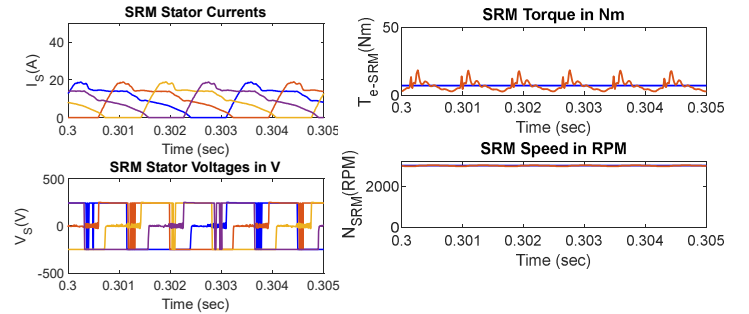 SRM Stator Currents
I_S(A)
40
20
0
0.3 0.301 0.302 0.303 0.304 0.305
Time (sec)
SRM Stator Voltages in V
V_S(V)
500
0
-500
0.3 0.301 0.302 0.303 0.304 0.305
Time (sec)
SRM Torque in Nm
T_e-SRM(Nm)
50
0
0.3 0.301 0.302 0.303 0.304 0.305
Time (sec)
SRM Speed in RPM
N_SRM(RPM)
2000
0
0.3 0.301 0.302 0.303 0.304 0.305
Time (sec)